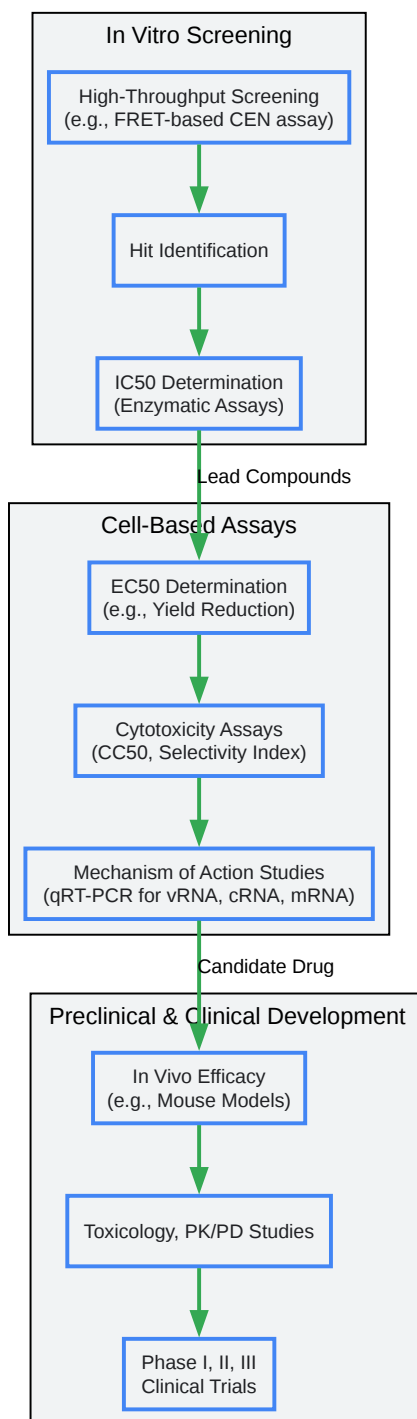 In Vitro Screening
High-Throughput Screening
(e.g., FRET-based CEN assay)
Hit Identification
IC50 Determination
(Enzymatic Assays)
Lead Compounds
Cell-Based Assays
EC50 Determination
(e.g., Yield Reduction)
Cytotoxicity Assays
(CC50, Selectivity Index)
Mechanism of Action Studies
(qRT-PCR for vRNA, cRNA, mRNA)
Candidate Drug
Preclinical & Clinical Development
In Vivo Efficacy
(e.g., Mouse Models)
Toxicology, PK/PD Studies
Phase I, II, III
Clinical Trials